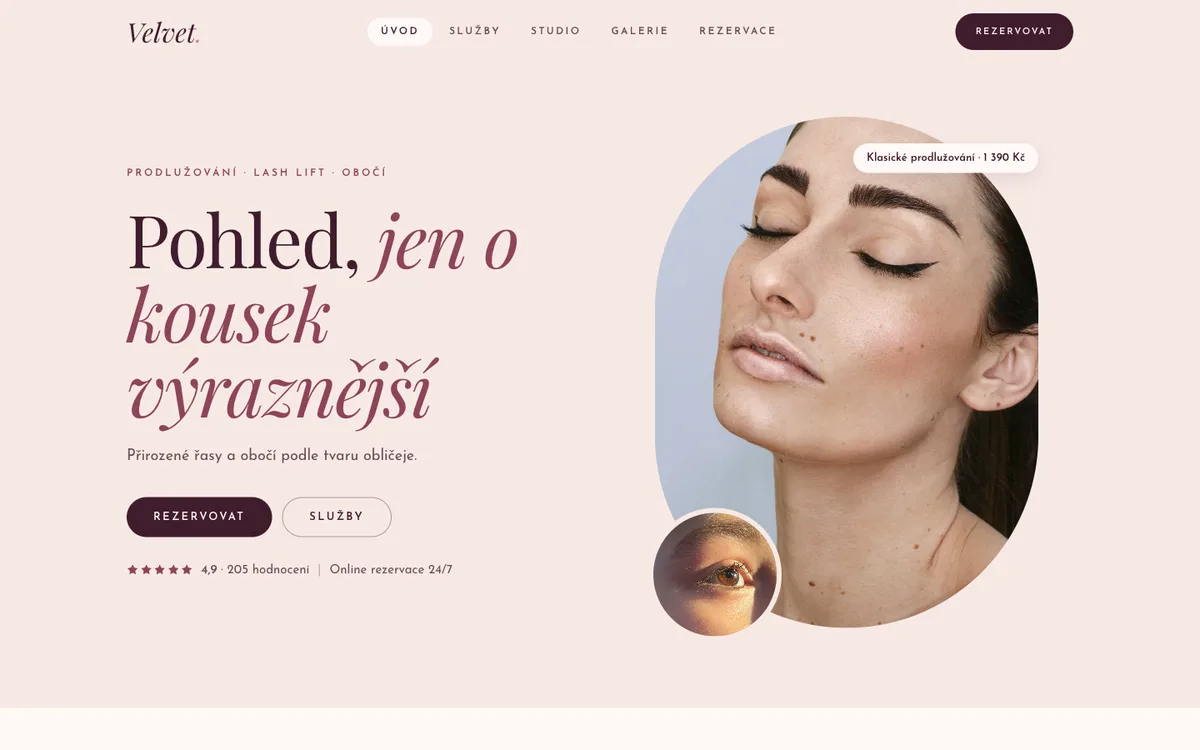 Velvet.
ÚVOD
SLUŽBY
STUDIO
GALERIE
REZERVACE
REZERVOVAT
Klasické prodlužování · 1 390 Kč
PRODLUŽOVÁNÍ · LASH LIFT · OBOČÍ
Pohled, jen o
kousek
výraznější
Přirozené řasy a obočí podle tvaru obličeje.
REZERVOVAT
SLUŽBY
4,9 · 205 hodnocení | Online rezervace 24/7